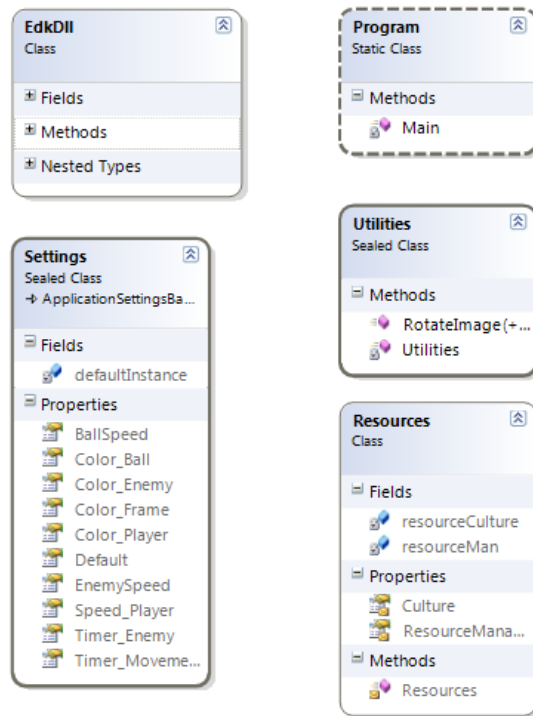 EdkDll
Class
Fields
Methods
Nested Types
Settings
Sealed Class
ApplicationSettingsBa...
Fields
defaultInstance
Properties
BallSpeed
Color_Ball
Color_Enemy
Color_Frame
Color_Player
Default
EnemySpeed
Speed_Player
Timer_Enemy
Timer_Moveme...
Program
Static Class
Methods
Main
Utilities
Sealed Class
Methods
RotateImage(+...
Utilities
Resources
Class
Fields
resourceCulture
resourceMan
Properties
Culture
ResourceMana...
Methods
Resources